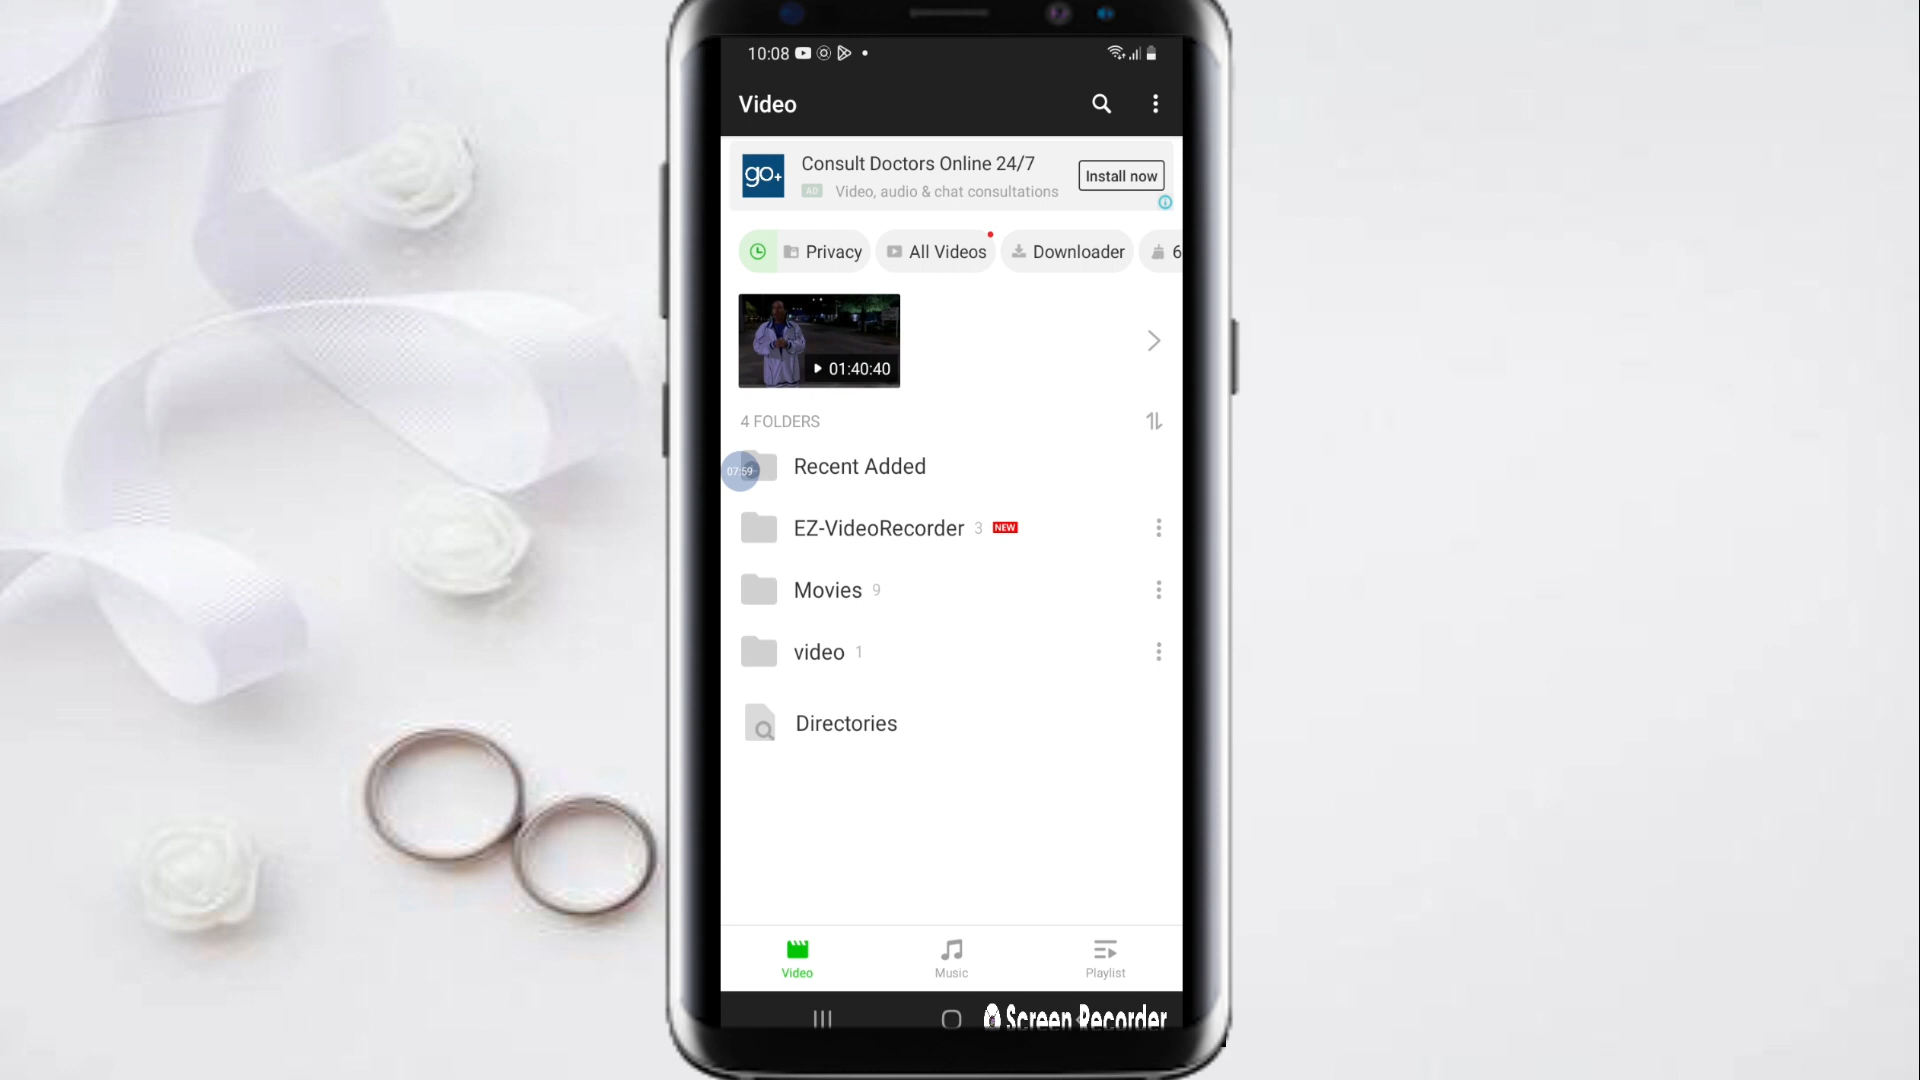 10:08
Video
go+
Consult Doctors Online 24/7
AD Video, audio & chat consultations
Install now
Privacy
All Videos
Downloader
6
01:40:40
4 FOLDERS
07:59
Recent Added
EZ-VideoRecorder 3 NEW
Movies 9
video 1
Directories
Video
Music
Playlist
Screen Recorder